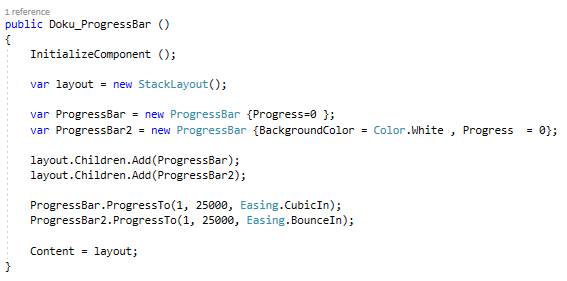 1 reference
public Doku_ProgressBar ()
{
    InitializeComponent ();

    var layout = new StackLayout();

    var ProgressBar = new ProgressBar {Progress=0 };
    var ProgressBar2 = new ProgressBar {BackgroundColor = Color.White , Progress  = 0};

    layout.Children.Add(ProgressBar);
    layout.Children.Add(ProgressBar2);

    ProgressBar.ProgressTo(1, 25000, Easing.CubicIn);
    ProgressBar2.ProgressTo(1, 25000, Easing.BounceIn);

    Content = layout;
}